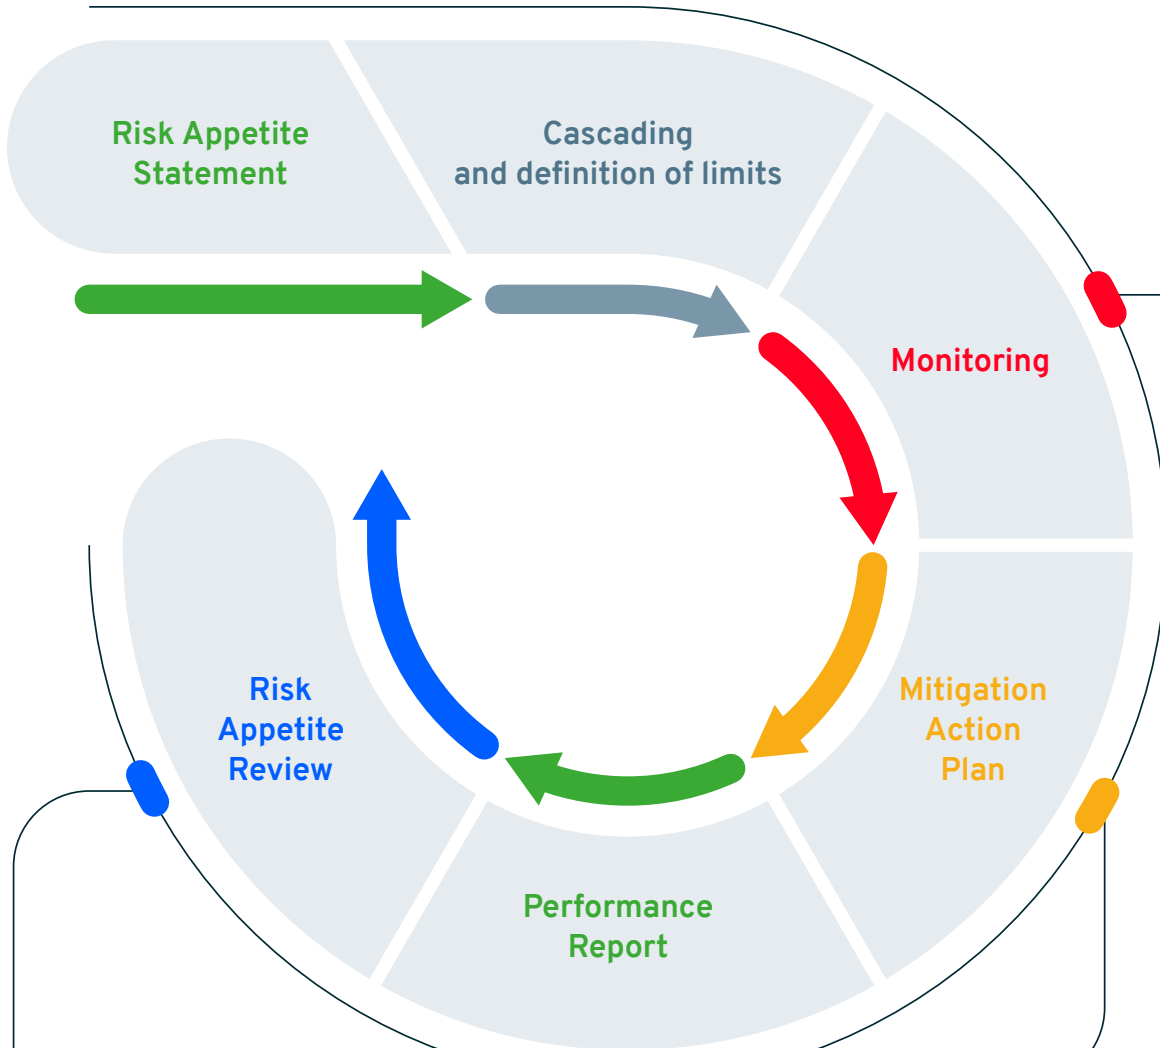 Risk Appetite
Statement
Cascading
and definition of limits
Monitoring
Mitigation
Action
Plan
Performance
Report
Risk
Appetite
Review